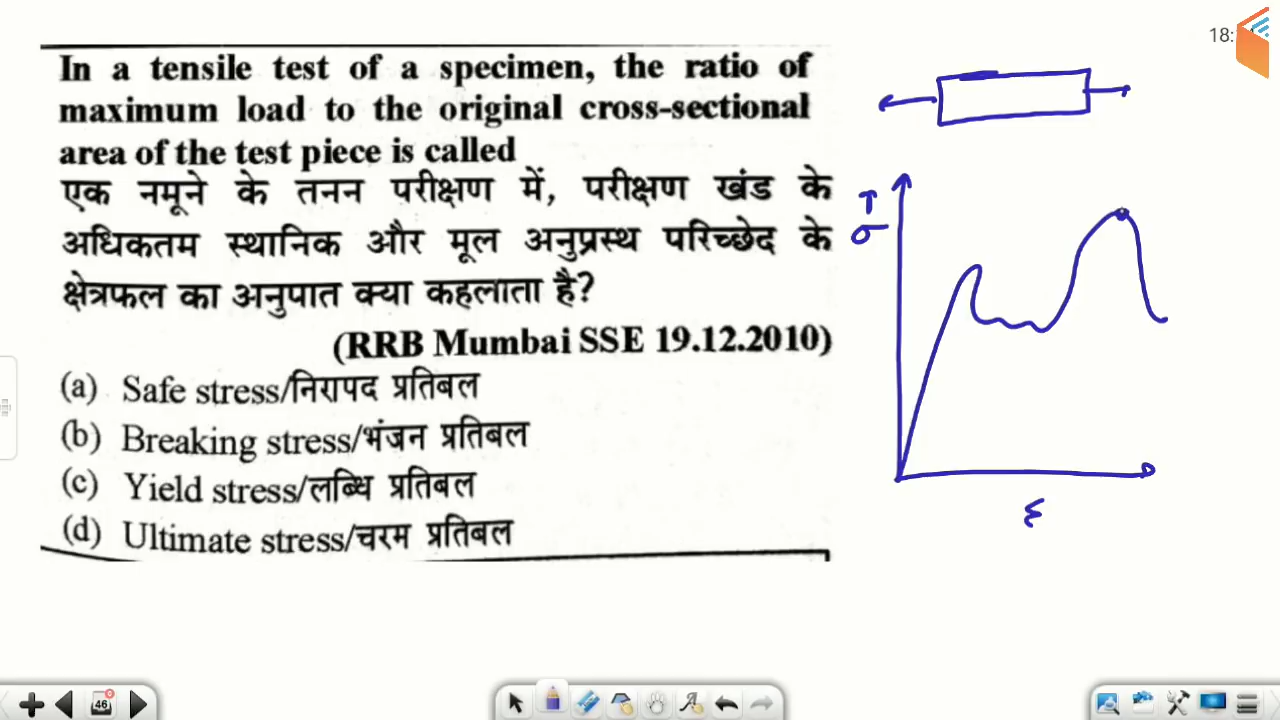 In a tensile test of a specimen, the ratio of
maximum load to the original cross-sectional
area of the test piece is called
एक नमूने के तनन परीक्षण में, परीक्षण खंड के
अधिकतम स्थानिक और मूल अनुप्रस्थ परिच्छेद के
क्षेत्रफल का अनुपात क्या कहलाता है?
(RRB Mumbai SSE 19.12.2010)
(a) Safe stress/निरापद प्रतिबल
(b) Breaking stress/भंजन प्रतिबल
(c) Yield stress/लब्धि प्रतिबल
(d) Ultimate stress/चरम प्रतिबल
18:
σ
ε
46